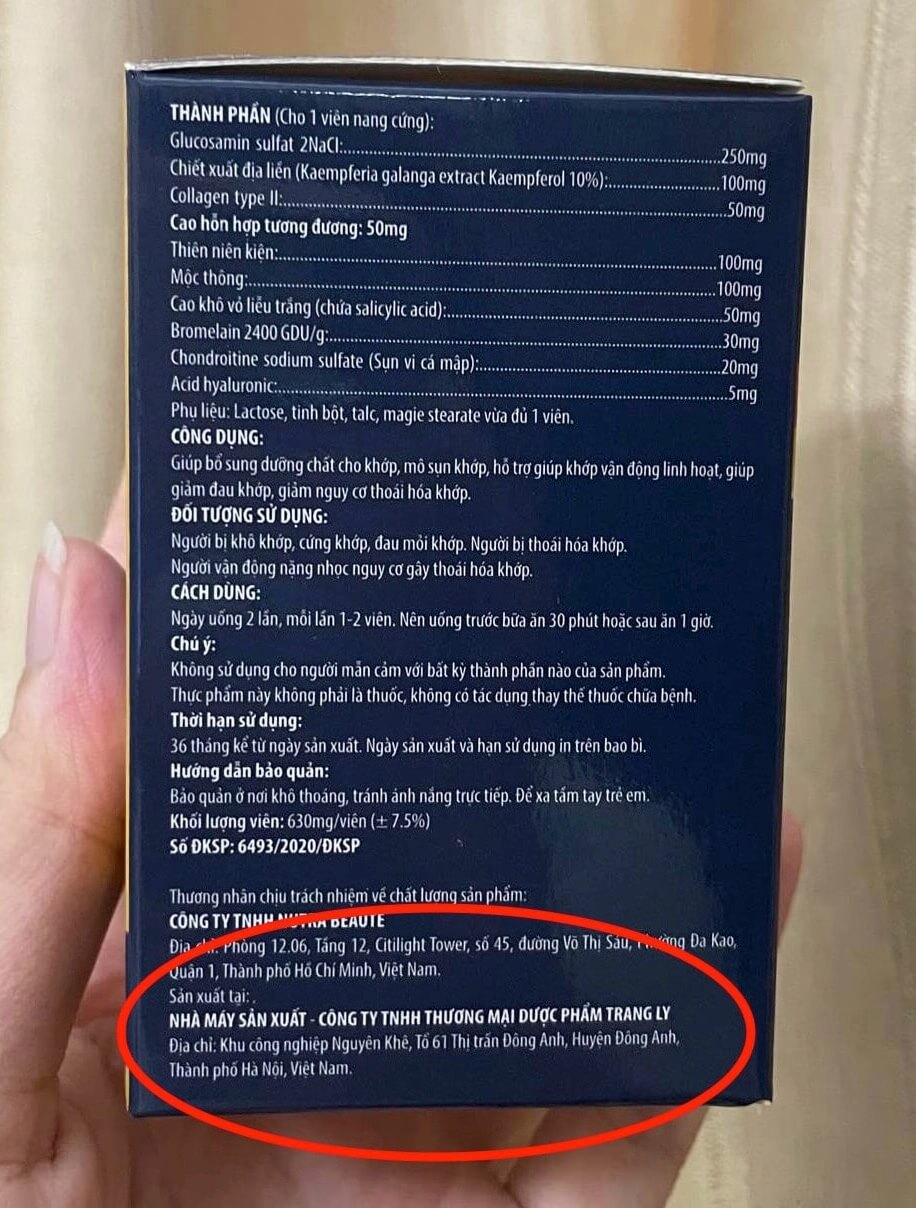 THÀNH PHẦN (Cho 1 viên nang cứng):
Glucosamin sulfat 2NaCl:...250mg
Chiết xuất địa liền (Kaempferia galanga extract Kaempferol 10%):...100mg
Collagen type II:...50mg
Cao hỗn hợp tương đương: 50mg
Thiên niên kiện:...100mg
Mộc thông:...100mg
Cao khô vỏ liễu trắng (chứa salicylic acid):...50mg
Bromelain 2400 GDU/g:...30mg
Chondroitine sodium sulfate (Sụn vi cá mập):...20mg
Acid hyaluronic:...5mg
Phụ liệu: Lactose, tinh bột, talc, magie stearate vừa đủ 1 viên.
CÔNG DỤNG:
Giúp bổ sung dưỡng chất cho khớp, mô sụn khớp, hỗ trợ giúp khớp vận động linh hoạt, giúp
giảm đau khớp, giảm nguy cơ thoái hóa khớp.
ĐỐI TƯỢNG SỬ DỤNG:
Người bị khô khớp, cứng khớp, đau mỏi khớp. Người bị thoái hóa khớp.
Người vận động nặng nhọc nguy cơ gây thoái hóa khớp.
CÁCH DÙNG:
Ngày uống 2 lần, mỗi lần 1-2 viên. Nên uống trước bữa ăn 30 phút hoặc sau ăn 1 giờ.
Chú ý:
Không sử dụng cho người mẫn cảm với bất kỳ thành phần nào của sản phẩm.
Thực phẩm này không phải là thuốc, không có tác dụng thay thế thuốc chữa bệnh.
Thời hạn sử dụng:
36 tháng kể từ ngày sản xuất. Ngày sản xuất và hạn sử dụng in trên bao bì.
Hướng dẫn bảo quản:
Bảo quản ở nơi khô thoáng, tránh ánh nắng trực tiếp. Để xa tầm tay trẻ em.
Khối lượng viên: 630mg/viên (± 7.5%)
Số ĐKSP: 6493/2020/ĐKSP
Thương nhân chịu trách nhiệm về chất lượng sản phẩm:
CÔNG TY TNHH NUTRA BEAUTE
Địa chỉ: Phòng 12.06, Tầng 12, Citilight Tower, số 45, đường Võ Thị Sáu, Phường Đa Kao,
Quận 1, Thành phố Hồ Chí Minh, Việt Nam.
Sản xuất tại:.
NHÀ MÁY SẢN XUẤT - CÔNG TY TNHH THƯƠNG MẠI DƯỢC PHẨM TRANG LY
Địa chỉ: Khu công nghiệp Nguyên Khê, Tổ 61 Thị trấn Đông Anh, Huyện Đông Anh,
Thành phố Hà Nội, Việt Nam.